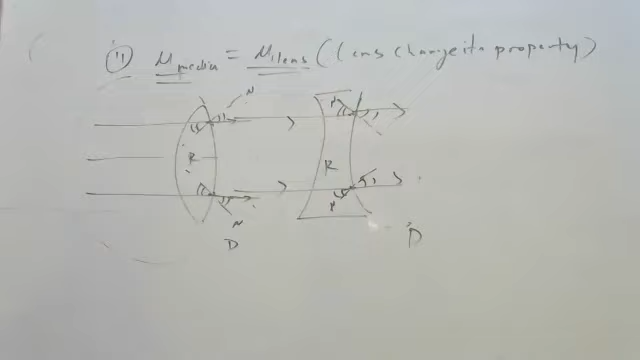 (ii) μmedia = μlens (lens change its property)
N N
R R
N N
D D